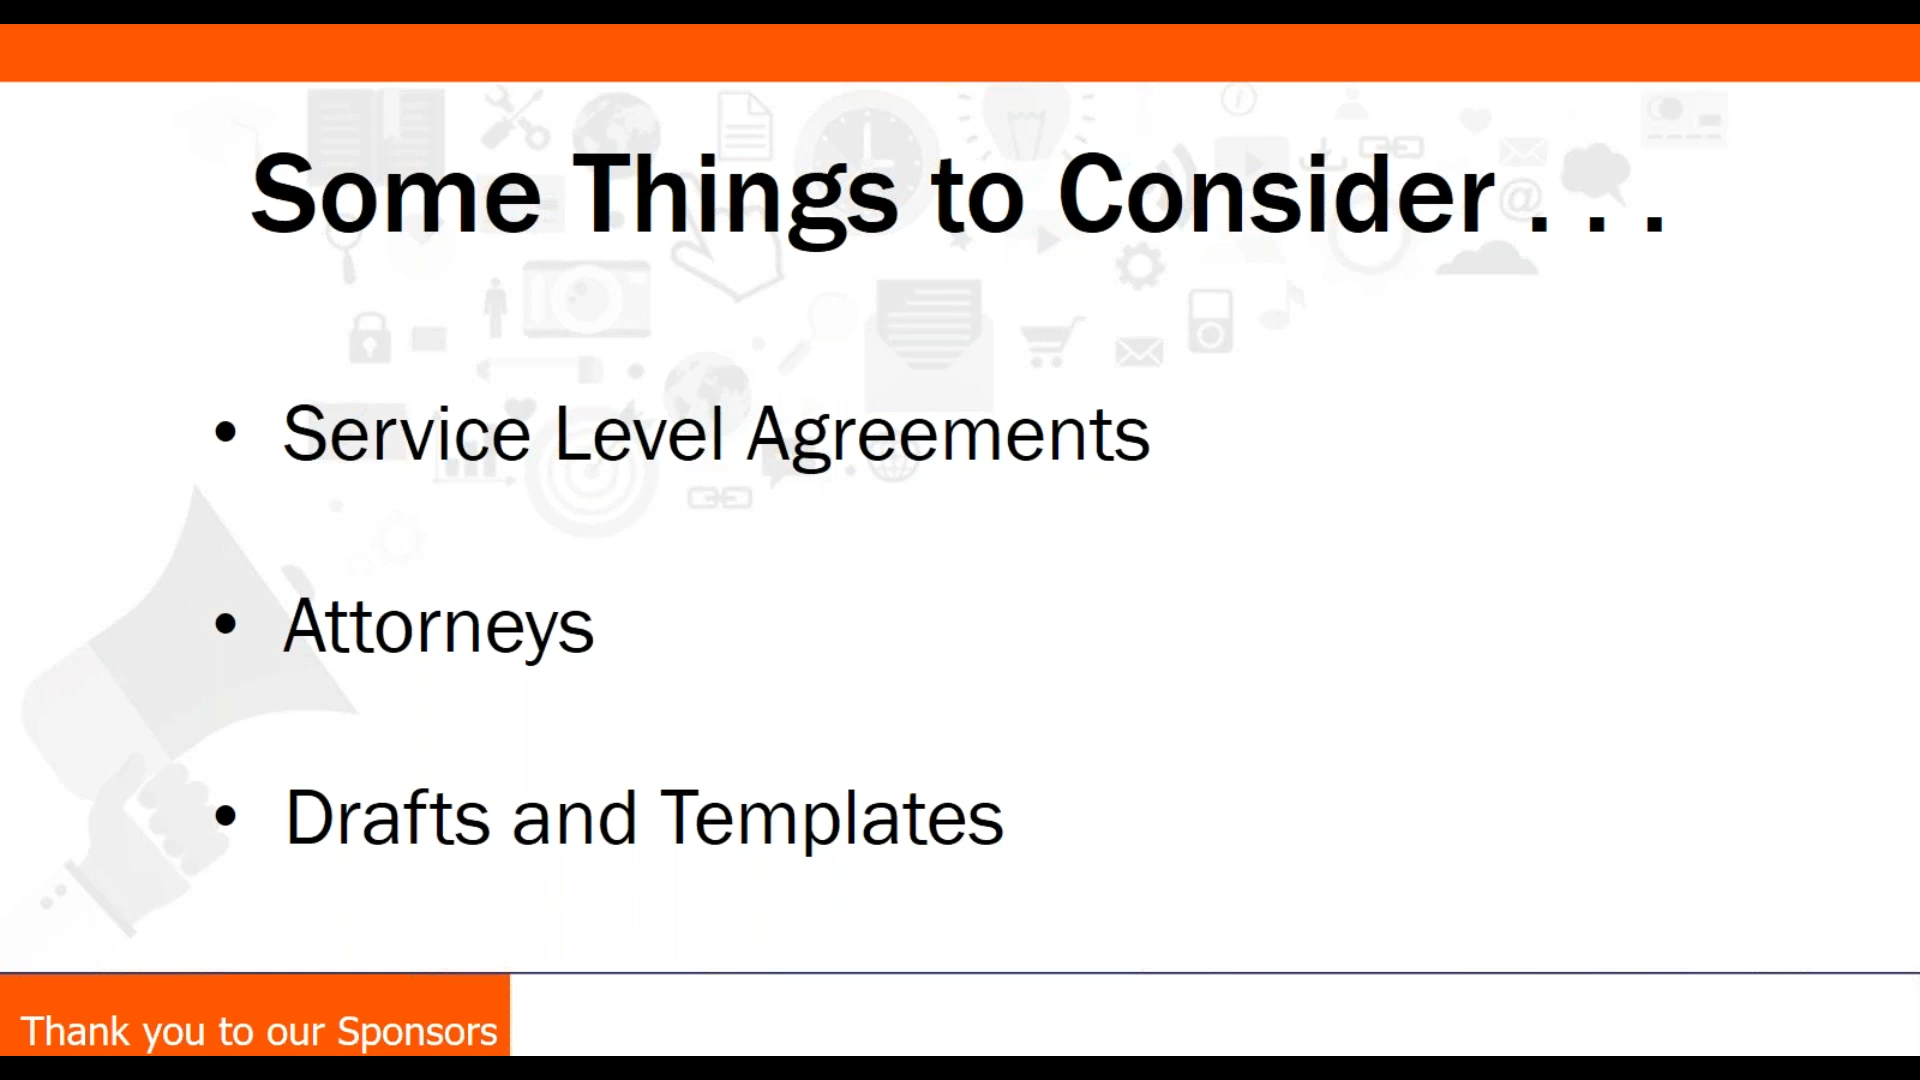 Some Things to Consider . . .
• Service Level Agreements
• Attorneys
• Drafts and Templates
Thank you to our Sponsors